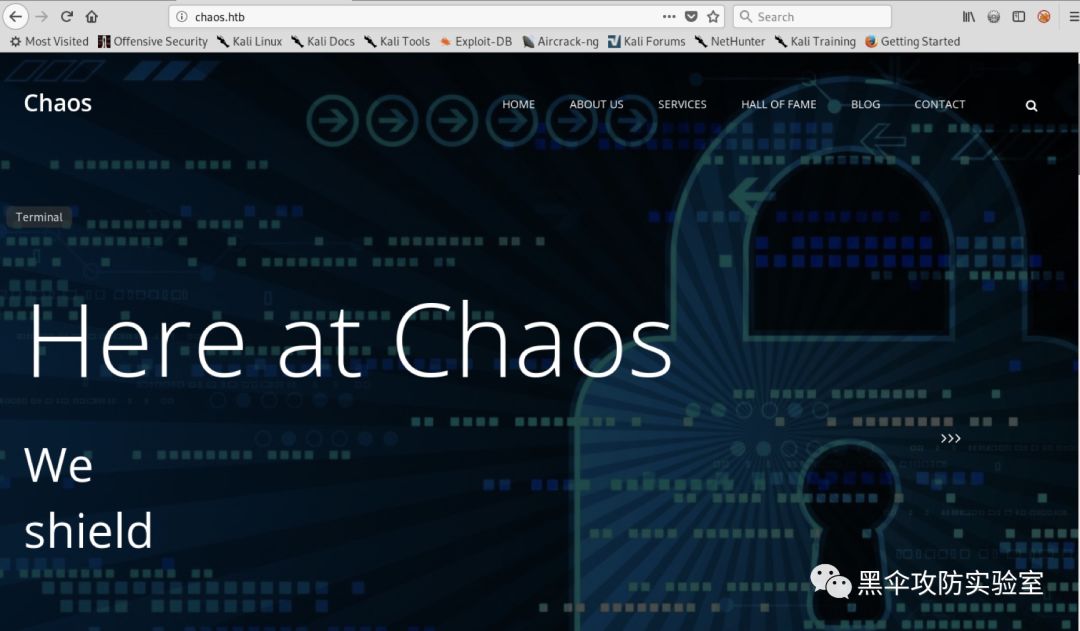 chaos.htb
Search
Most Visited Offensive Security Kali Linux Kali Docs Kali Tools Exploit-DB Aircrack-ng Kali Forums NetHunter Kali Training Getting Started
Chaos
HOME ABOUT US SERVICES HALL OF FAME BLOG CONTACT
Terminal
Here at Chaos
We
shield
>>>
黑伞攻防实验室